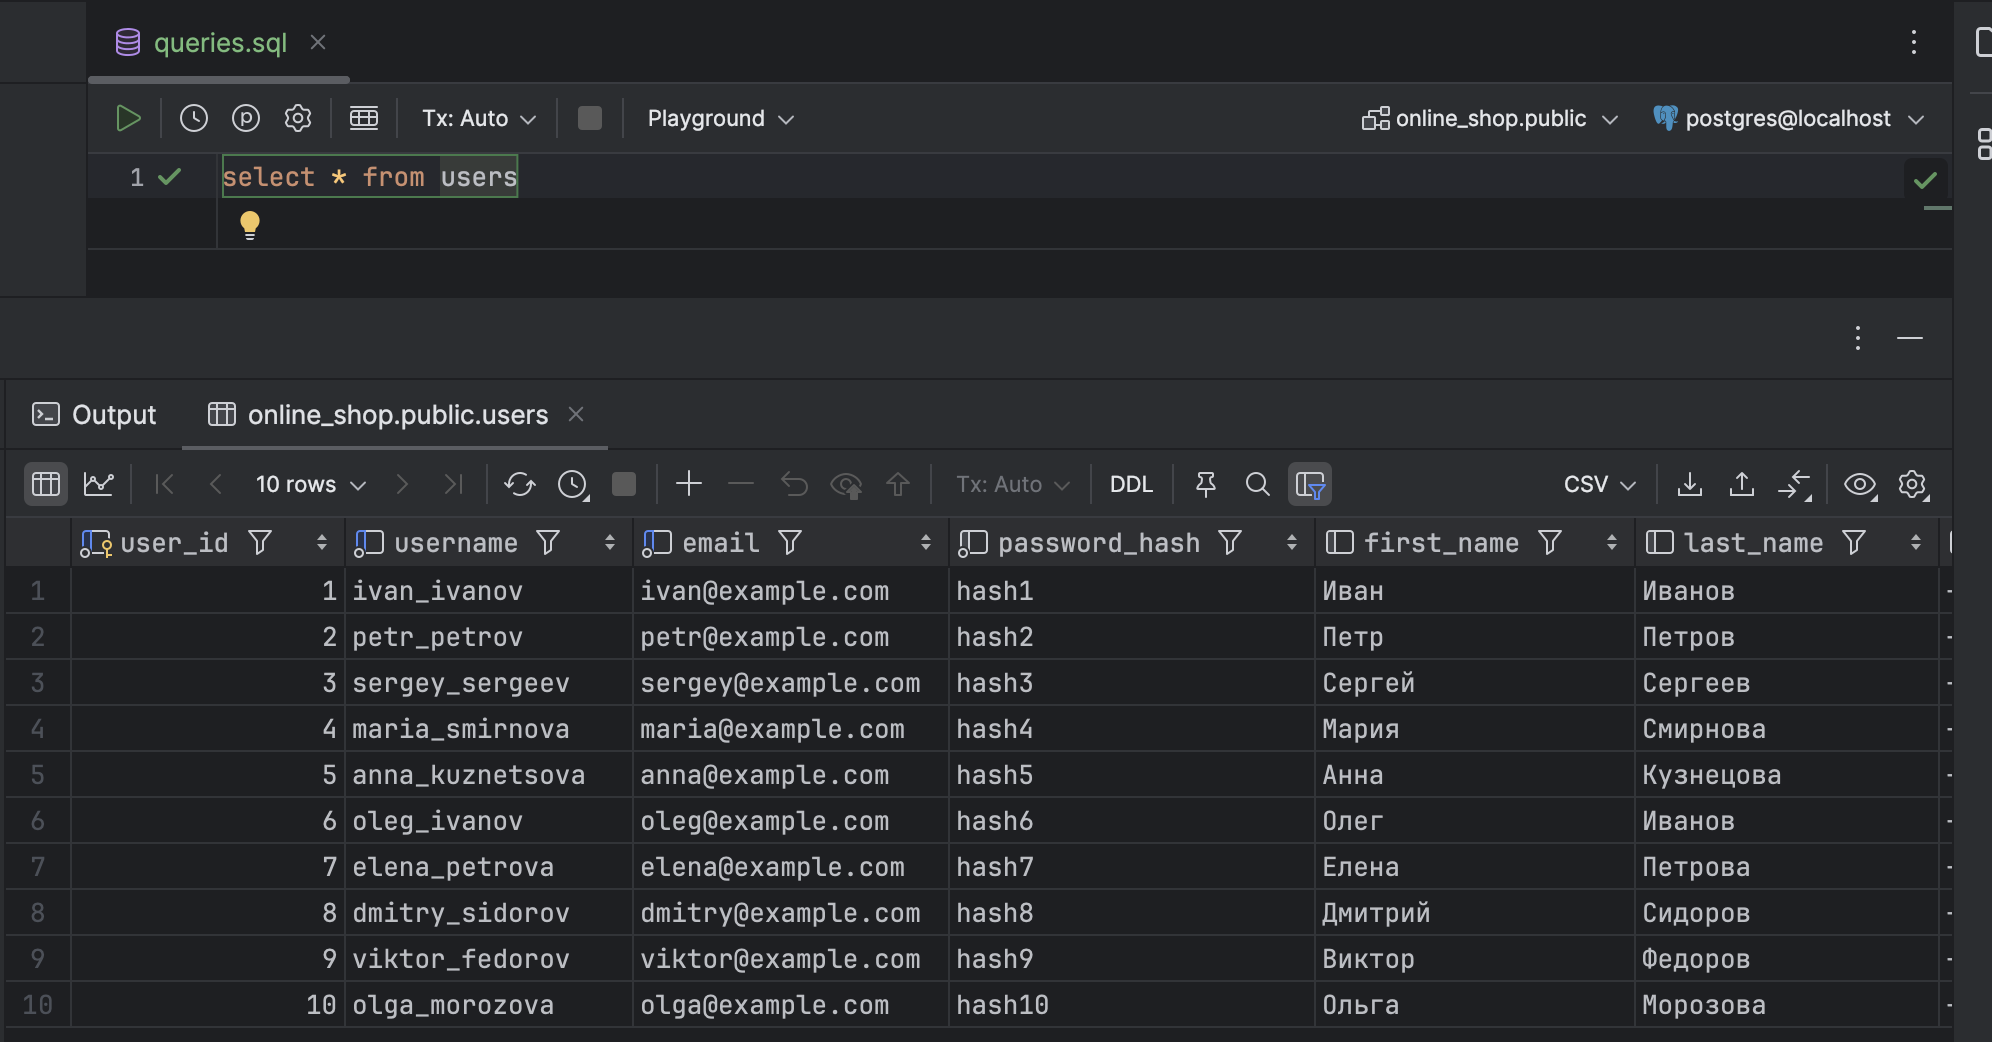 queries.sql
Tx: Auto Playground online_shop.public postgres@localhost
1 select * from users
Output online_shop.public.users
10 rows Tx: Auto DDL CSV
user_id username email password_hash first_name last_name
1 1 ivan_ivanov ivan@example.com hash1 Иван Иванов
2 2 petr_petrov petr@example.com hash2 Петр Петров
3 3 sergey_sergeev sergey@example.com hash3 Сергей Сергеев
4 4 maria_smirnova maria@example.com hash4 Мария Смирнова
5 5 anna_kuznetsova anna@example.com hash5 Анна Кузнецова
6 6 oleg_ivanov oleg@example.com hash6 Олег Иванов
7 7 elena_petrova elena@example.com hash7 Елена Петрова
8 8 dmitry_sidorov dmitry@example.com hash8 Дмитрий Сидоров
9 9 viktor_fedorov viktor@example.com hash9 Виктор Федоров
10 10 olga_morozova olga@example.com hash10 Ольга Морозова